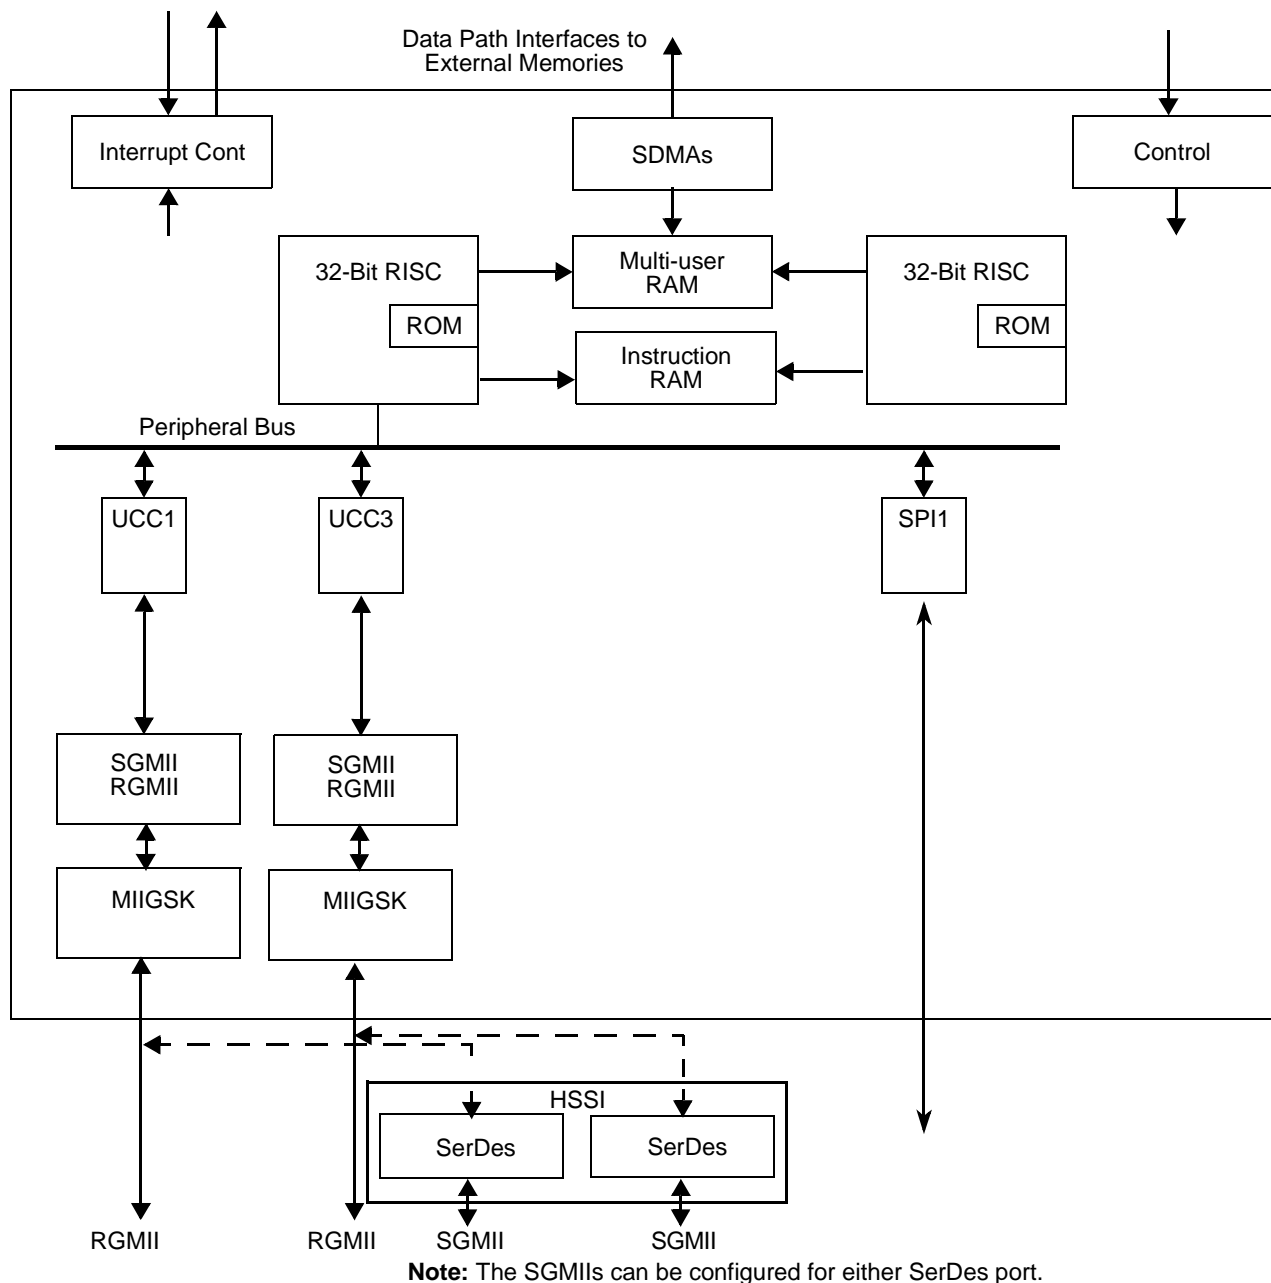 Data Path Interfaces to
External Memories
Interrupt Cont
SDMAs
Control
32-Bit RISC
ROM
Multi-user
RAM
Instruction
RAM
32-Bit RISC
ROM
Peripheral Bus
UCC1
UCC3
SPI1
SGMII
RGMII
SGMII
RGMII
MIIGSK
MIIGSK
HSSI
SerDes
SerDes
RGMII
RGMII
SGMII
SGMII
Note: The SGMIIs can be configured for either SerDes port.